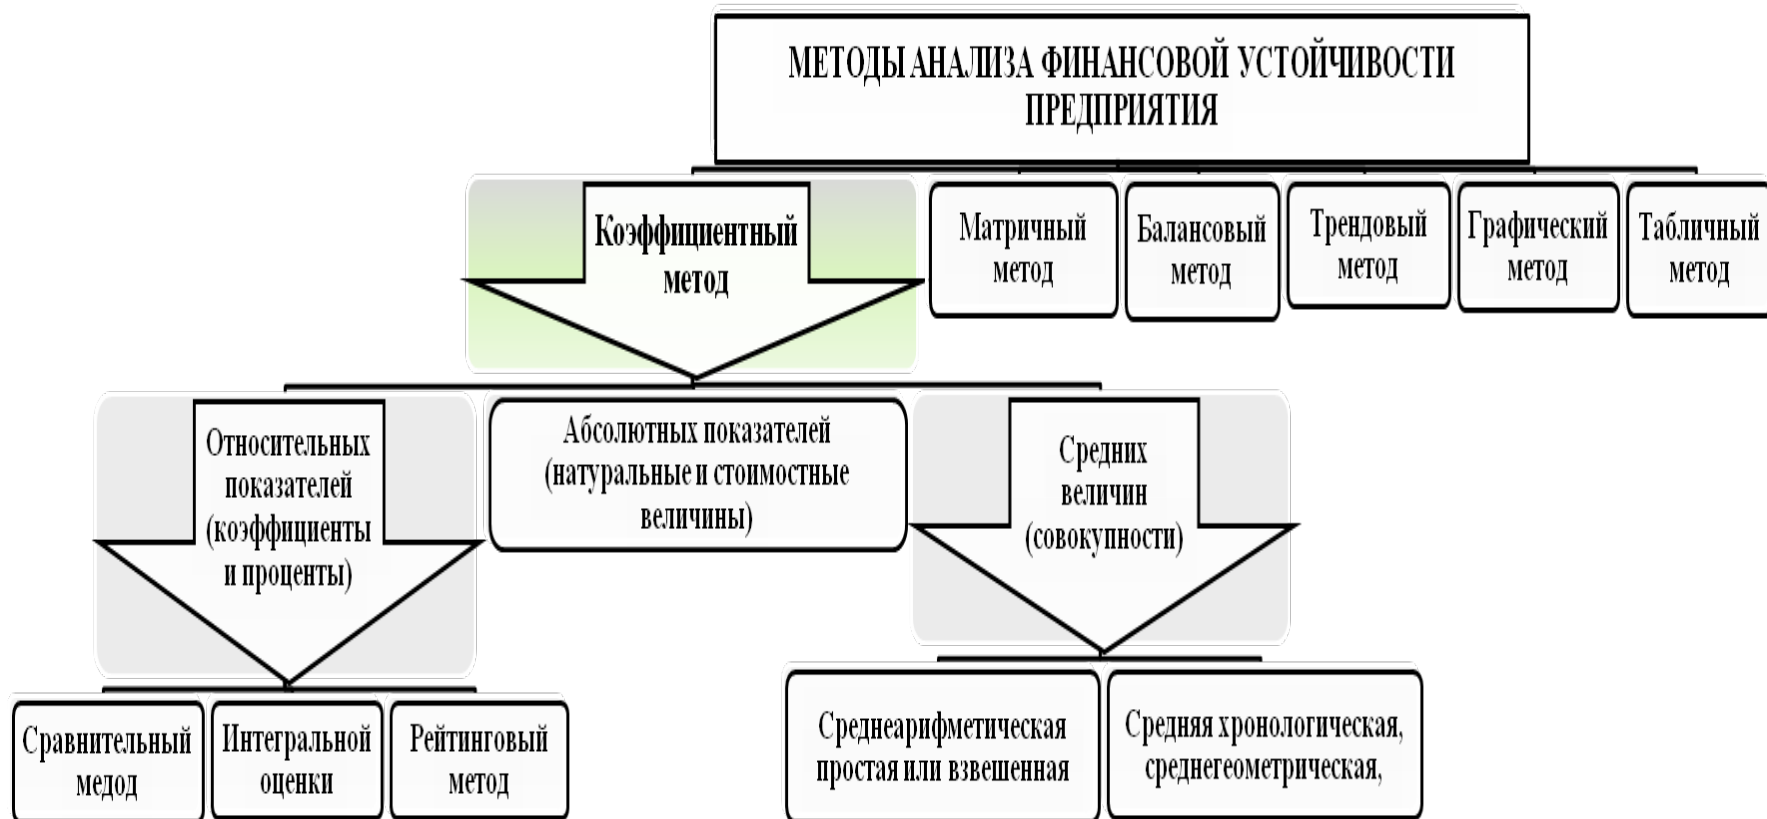 МЕТОДЫ АНАЛИЗА ФИНАНСОВОЙ УСТОЙЧИВОСТИ
ПРЕДПРИЯТИЯ
Коэффициентный
метод
Матричный
метод
Балансовый
метод
Трендовый
метод
Графический
метод
Табличный
метод
Относительных
показателей
(коэффициенты
и проценты)
Абсолютных показателей
(натуральные и стоимостные
величины)
Средних
величин
(совокупности)
Сравнительный
медод
Интегральной
оценки
Рейтинговый
метод
Среднеарифметическая
простая или взвешенная
Средняя хронологическая,
среднегеометрическая,